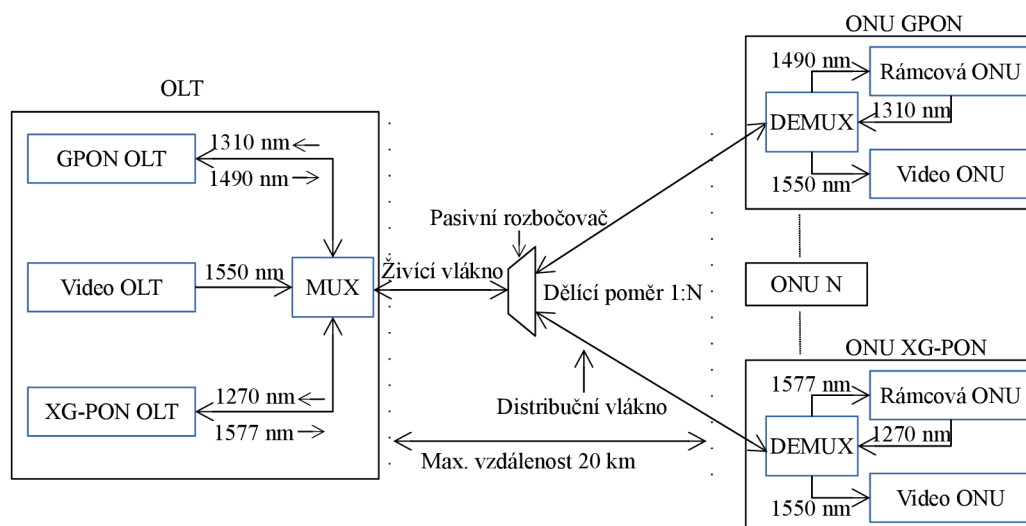 OLT
GPON OLT
1310 nm
1490 nm
Video OLT
1550 nm
MUX
XG-PON OLT
1270 nm
1577 nm
Živící vlákno
Pasivní rozbočovač
Dělící poměr 1:N
Distribuční vlákno
Max. vzdálenost 20 km
ONU GPON
1490 nm
Rámcová ONU
DEMUX
1310 nm
1550 nm
Video ONU
ONU N
ONU XG-PON
1577 nm
Rámcová ONU
DEMUX
1270 nm
1550 nm
Video ONU